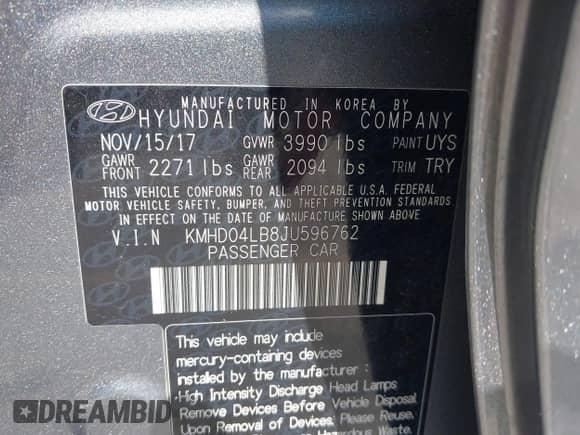 MANUFACTURED IN KOREA BY
HYUNDAI MOTOR COMPANY
NOV/15/17 GVWR 3990 lbs PAINT UYS
GAWR FRONT 2271 lbs GAWR REAR 2094 lbs TRIM TRY
THIS VEHICLE CONFORMS TO ALL APPLICABLE U.S.A. FEDERAL
MOTOR VEHICLE SAFETY, BUMPER, AND THEFT PREVENTION STANDARDS
IN EFFECT ON THE DATE OF MANUFACTURE SHOWN ABOVE
V.I.N KMHD04LB8JU596762
PASSENGER CAR
This vehicle may include
mercury-containing devices
installed by the manufacturer :
High Intensity Discharge Head Lamps
Remove Devices Before Vehicle Disposal
Upon Removal of Devices Please Reuse,
Hazardous Waste.
DREAMBID